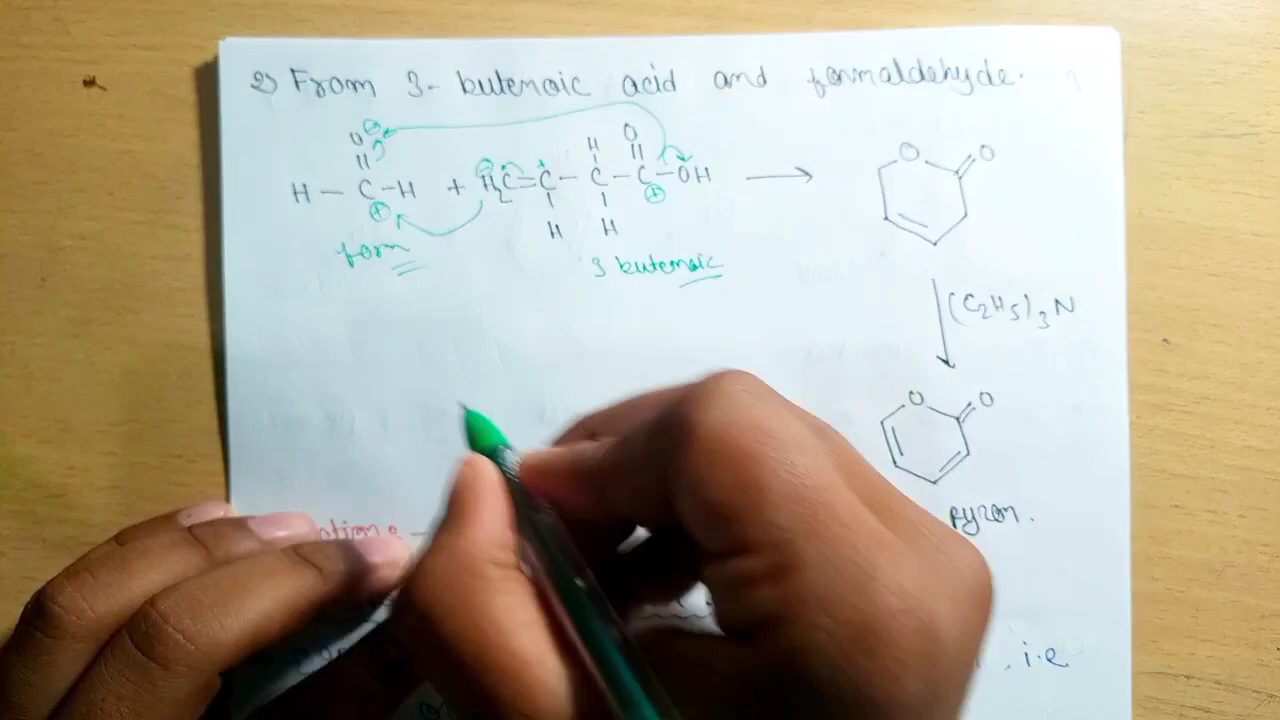 2) From 3- butenoic acid and formaldehyde.
O ⊖ H O O O
H - C - H + ⊖ H2C = C - C - C - OH
⊕ ⊕
H H
form
3 butenoic
(C2H5)3N
O O
pyron.
, i.e